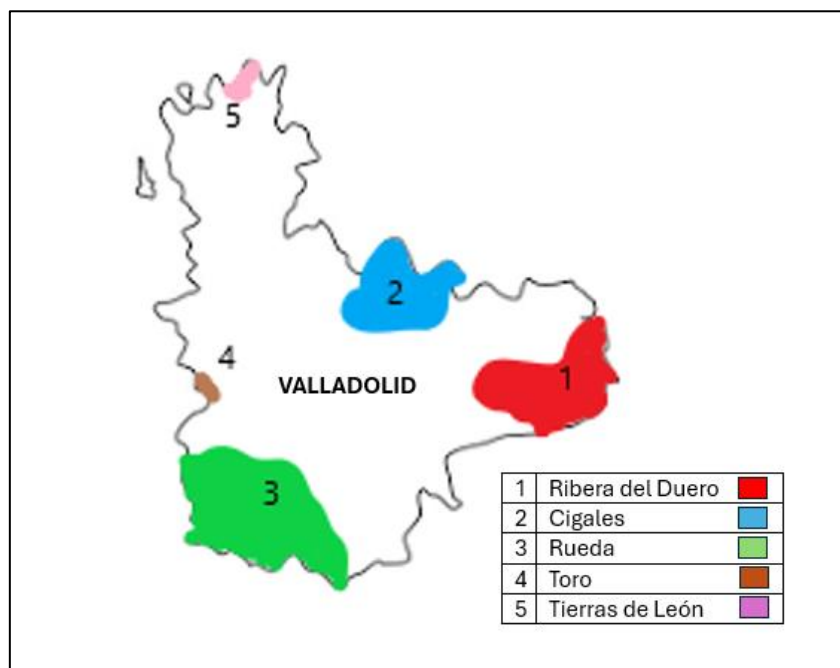 5
2
4
VALLADOLID
1
3
1 Ribera del Duero
2 Cigales
3 Rueda
4 Toro
5 Tierras de León